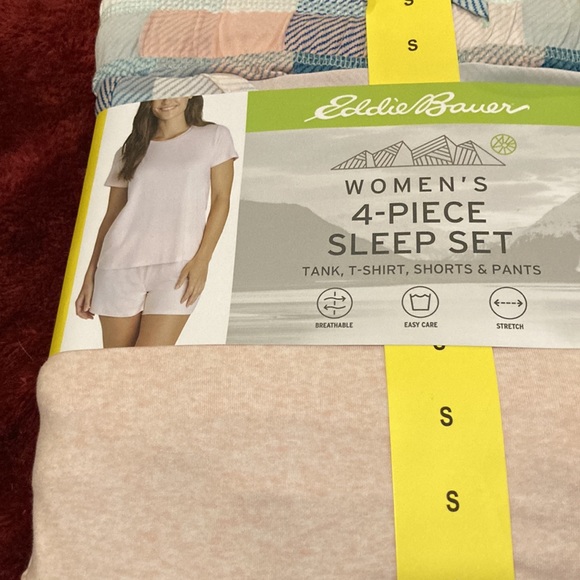 S
S
Eddie Bauer
WOMEN'S
4-PIECE
SLEEP SET
TANK, T-SHIRT, SHORTS & PANTS
BREATHABLE
EASY CARE
STRETCH
S
S
S